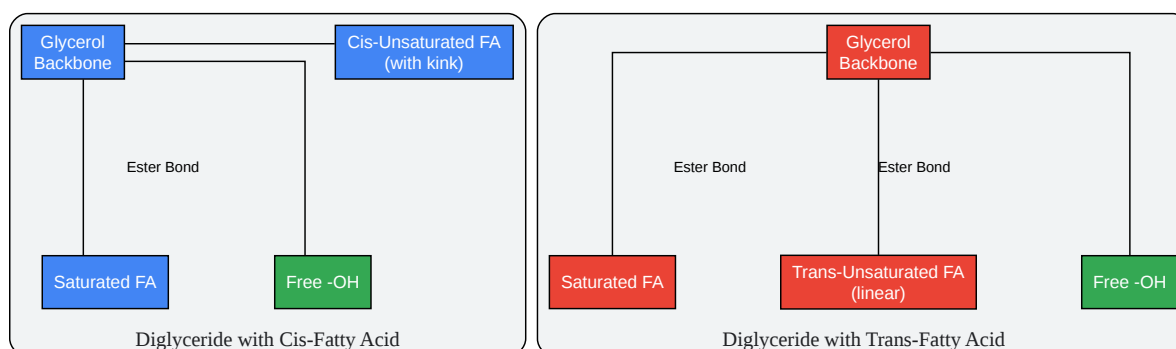 Glycerol
Backbone
Cis-Unsaturated FA
(with kink)
Ester Bond
Saturated FA
Free -OH
Diglyceride with Cis-Fatty Acid
Glycerol
Backbone
Ester Bond
Ester Bond
Saturated FA
Trans-Unsaturated FA
(linear)
Free -OH
Diglyceride with Trans-Fatty Acid